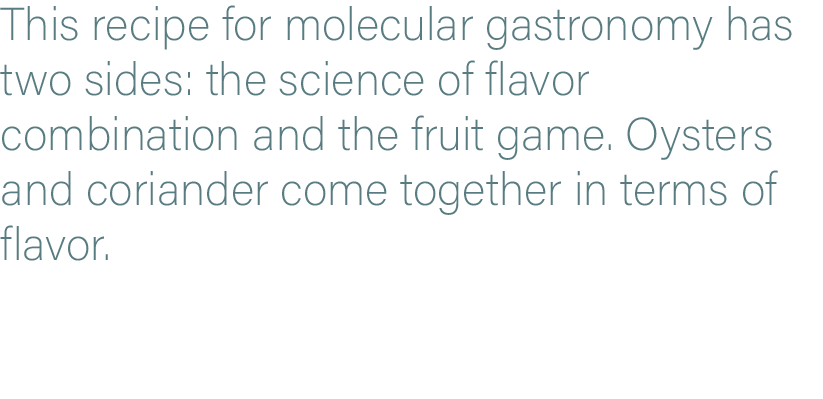 This recipe for molecular gastronomy has
two sides: the science of flavor
combination and the fruit game. Oysters
and coriander come together in terms of
flavor.